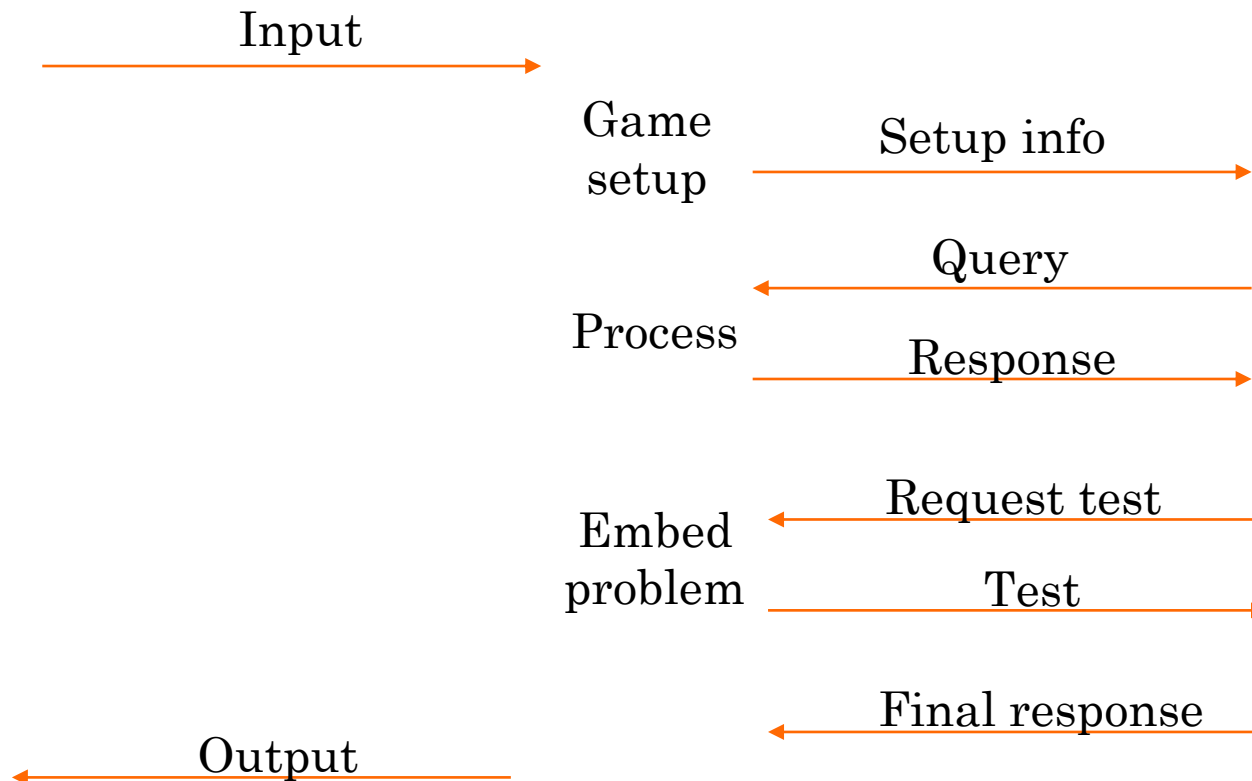 Input
Game
setup
Setup info
Query
Process
Response
Request test
Embed
problem
Test
Final response
Output